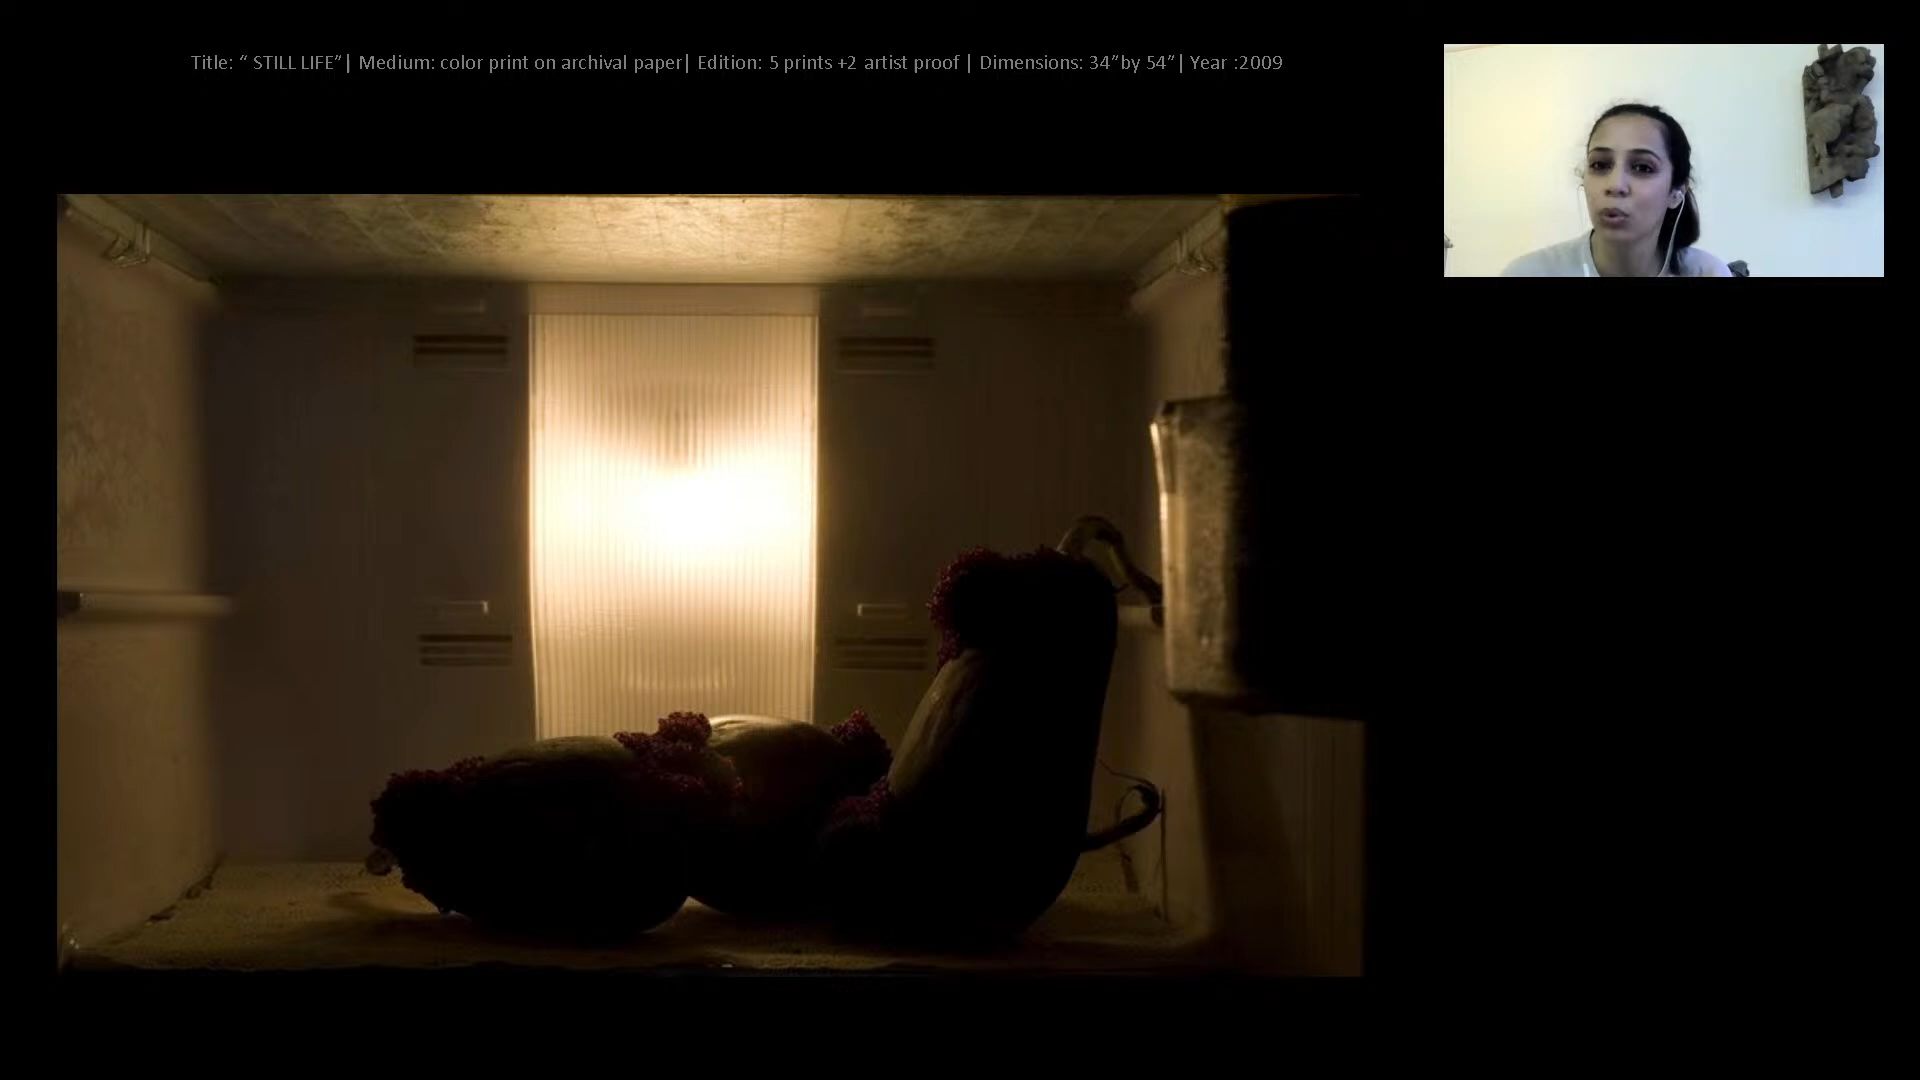 Title: “ STILL LIFE”| Medium: color print on archival paper| Edition: 5 prints +2 artist proof | Dimensions: 34”by 54”| Year :2009